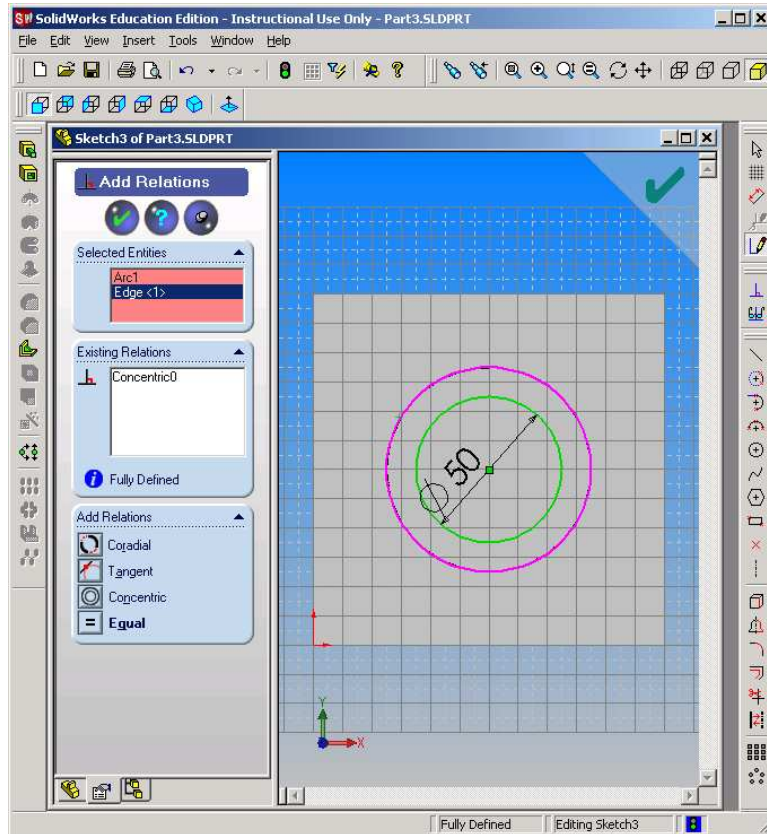 SolidWorks Education Edition - Instructional Use Only - Part3.SLDPRT
File Edit View Insert Tools Window Help
Sketch3 of Part3.SLDPRT
Add Relations
Selected Entities
Arc1
Edge <1>
Existing Relations
Concentric0
Fully Defined
Add Relations
Coradial
Tangent
Concentric
Equal
∅ 50
Y
X
Fully Defined Editing Sketch3